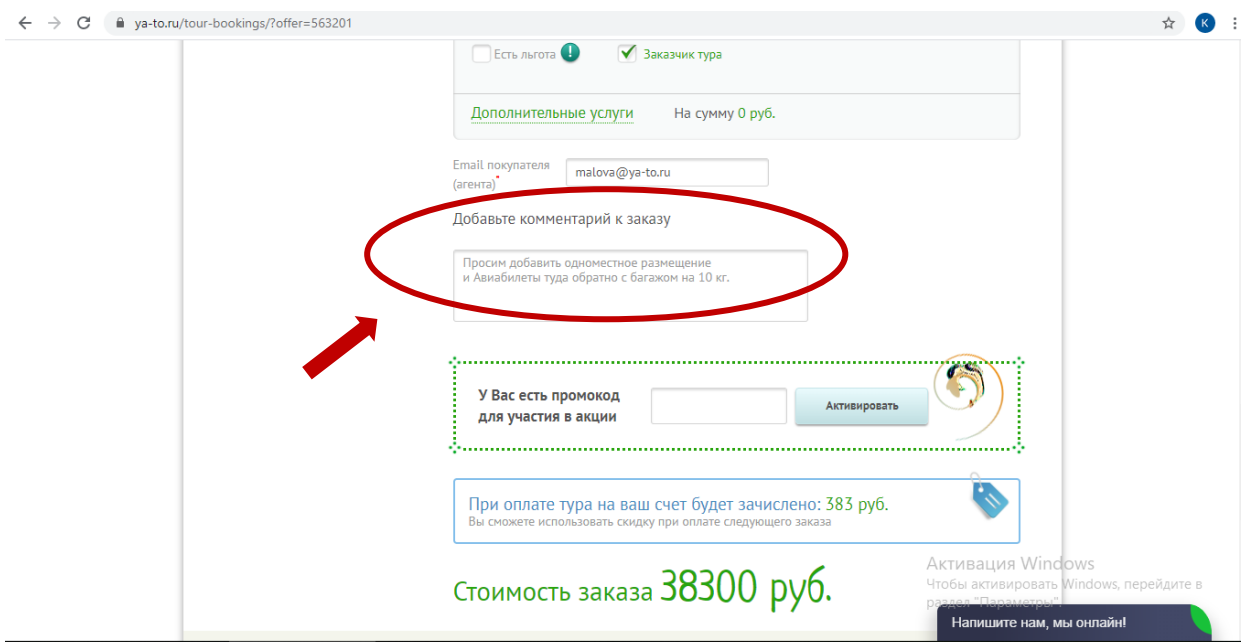 ya-to.ru/tour-bookings/?offer=563201
К
Есть льгота !
Заказчик тура
Дополнительные услуги
На сумму 0 руб.
Email покупателя
(агента)*
malova@ya-to.ru
Добавьте комментарий к заказу
Просим добавить одноместное размещение
и Авиабилеты туда обратно с багажом на 10 кг.
У Вас есть промокод
для участия в акции
Активировать
При оплате тура на ваш счет будет зачислено: 383 руб.
Вы сможете использовать скидку при оплате следующего заказа
Стоимость заказа 38300 руб.
Активация Windows
Чтобы активировать Windows, перейдите в
раздел "Параметры".
Напишите нам, мы онлайн!